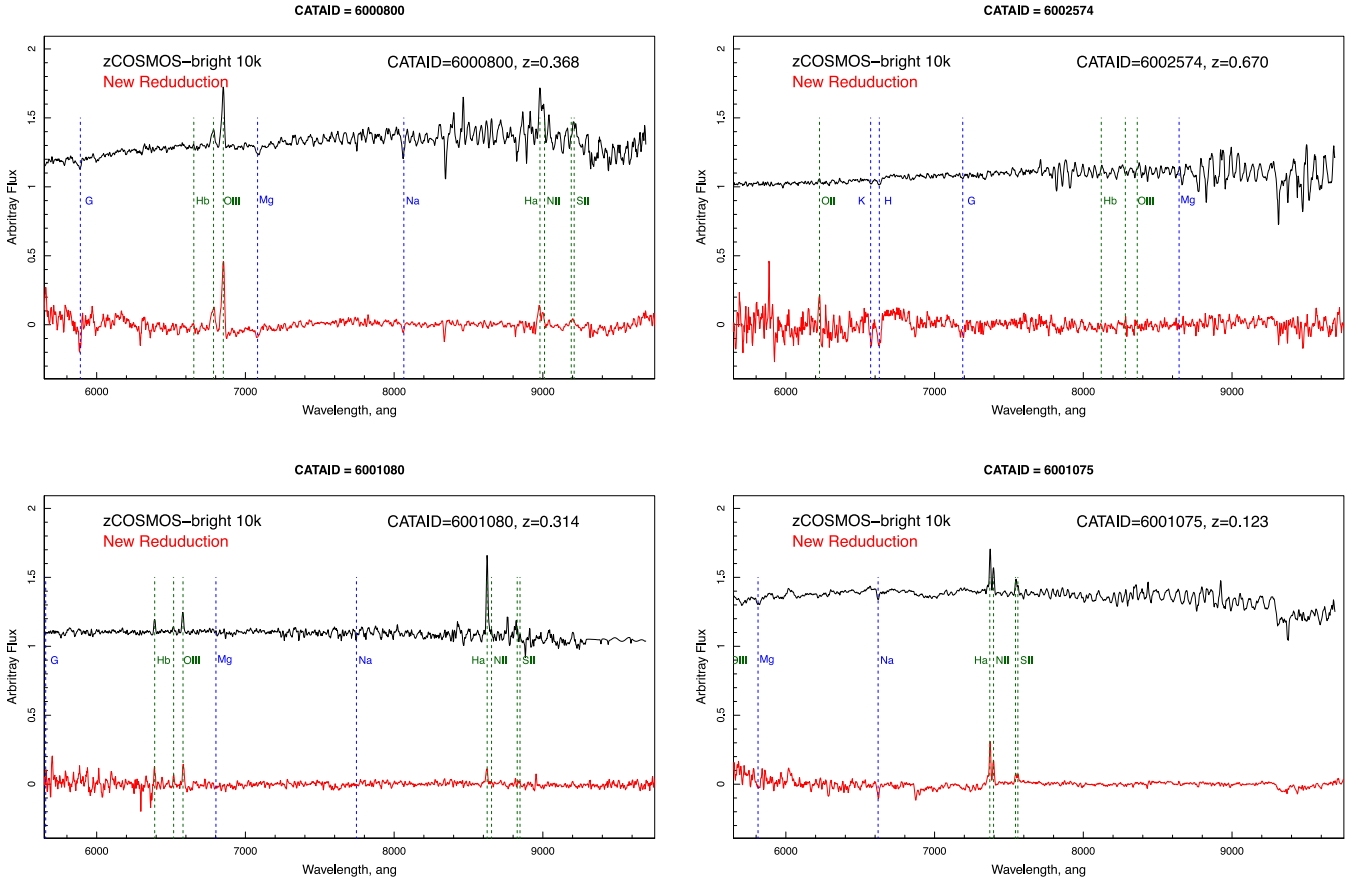 CATAID = 6000800
zCOSMOS−bright 10k
New Reduduction
CATAID=6000800, z=0.368
G
Hb
OIII
Mg
Na
Ha
NII
SII
0
0.5
1
1.5
2
Arbritray Flux
6000
7000
8000
9000
Wavelength, ang
CATAID = 6002574
zCOSMOS−bright 10k
New Reduduction
CATAID=6002574, z=0.670
OII
K
H
G
Hb
OIII
Mg
0
0.5
1
1.5
2
Arbritray Flux
6000
7000
8000
9000
Wavelength, ang
CATAID = 6001080
zCOSMOS−bright 10k
New Reduduction
CATAID=6001080, z=0.314
G
Hb
OIII
Mg
Na
Ha
NII
SII
0
0.5
1
1.5
2
Arbritray Flux
6000
7000
8000
9000
Wavelength, ang
CATAID = 6001075
zCOSMOS−bright 10k
New Reduduction
CATAID=6001075, z=0.123
OIII
Mg
Na
Ha
NII
SII
0
0.5
1
1.5
2
Arbritray Flux
6000
7000
8000
9000
Wavelength, ang